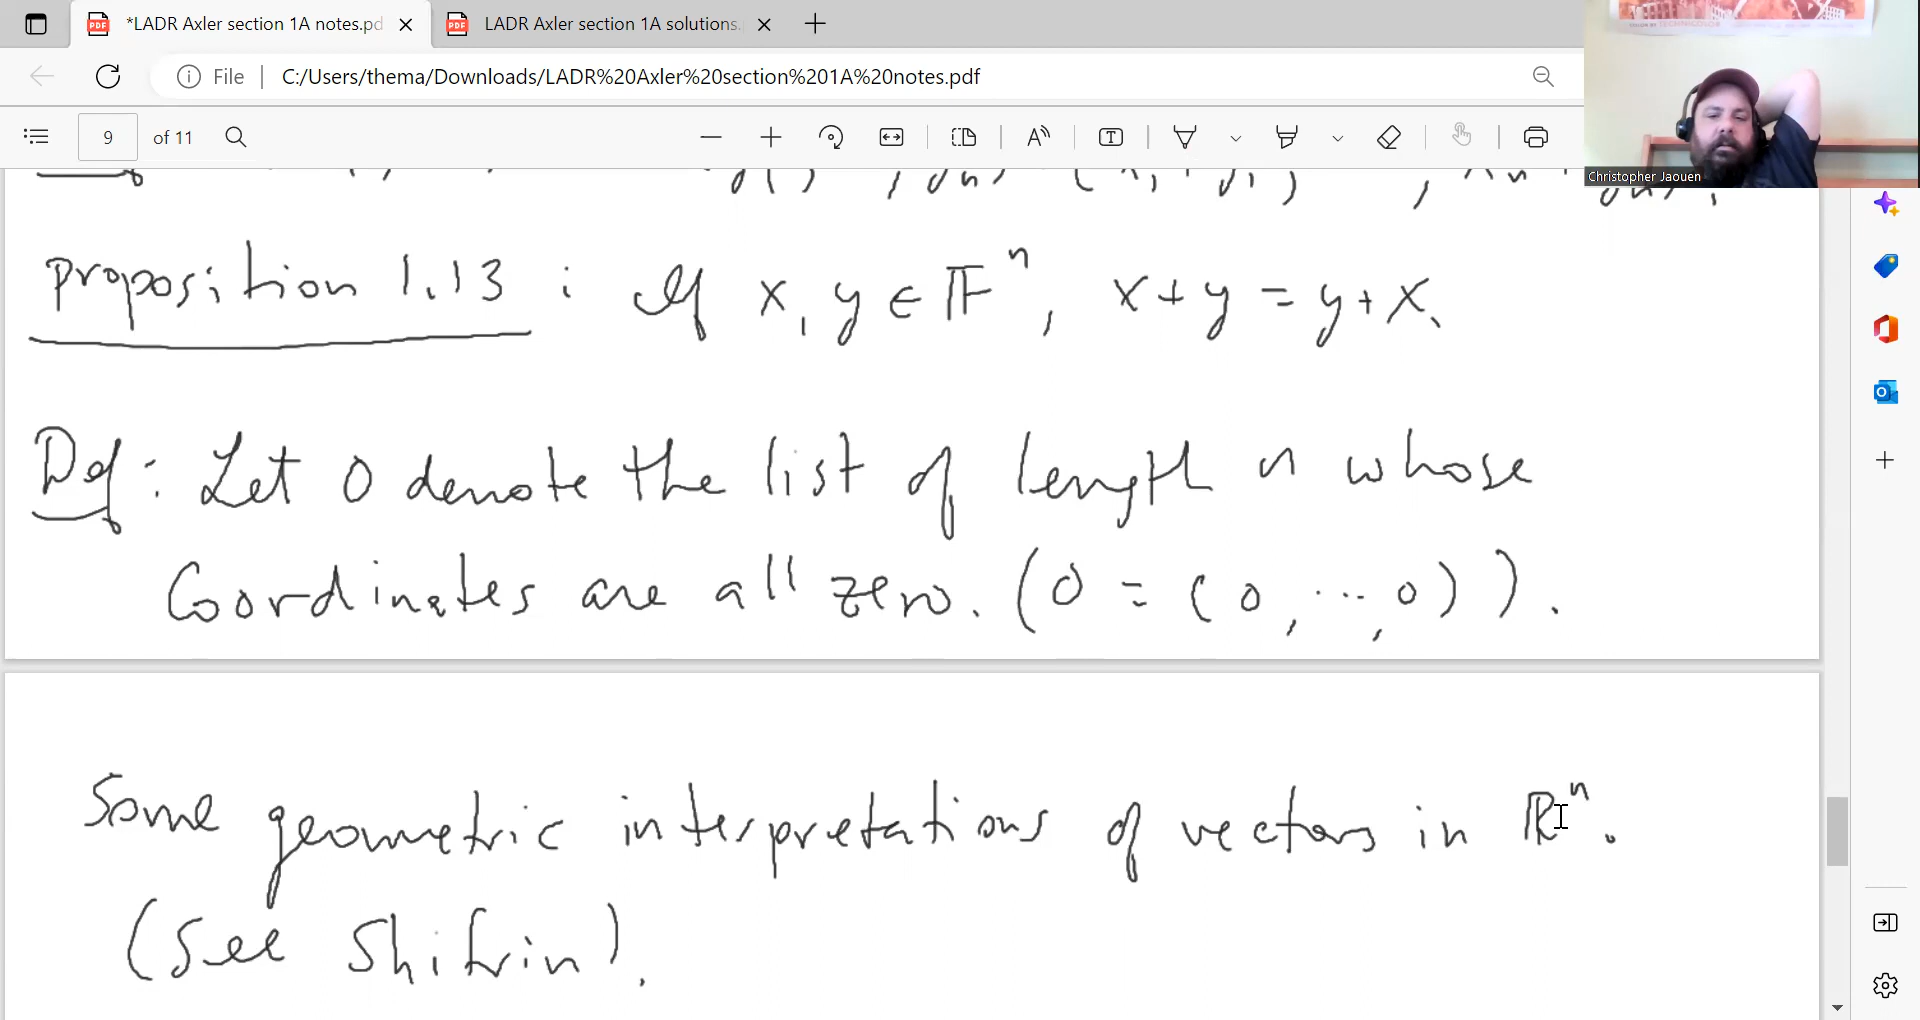 *LADR Axler section 1A notes.pd
LADR Axler section 1A solutions.
File
C:/Users/thema/Downloads/LADR%20Axler%20section%201A%20notes.pdf
9 of 11
Christopher Jaouen
Proposition 1.13 : If x, y ∈ 𝔽ⁿ, x+y = y+x.
Def: Let 0 denote the list of length n whose
Coordinates are all zero. (0 = (0, ..., 0)).
Some geometric interpretations of vectors in ℝⁿ.
(See Shifrin).